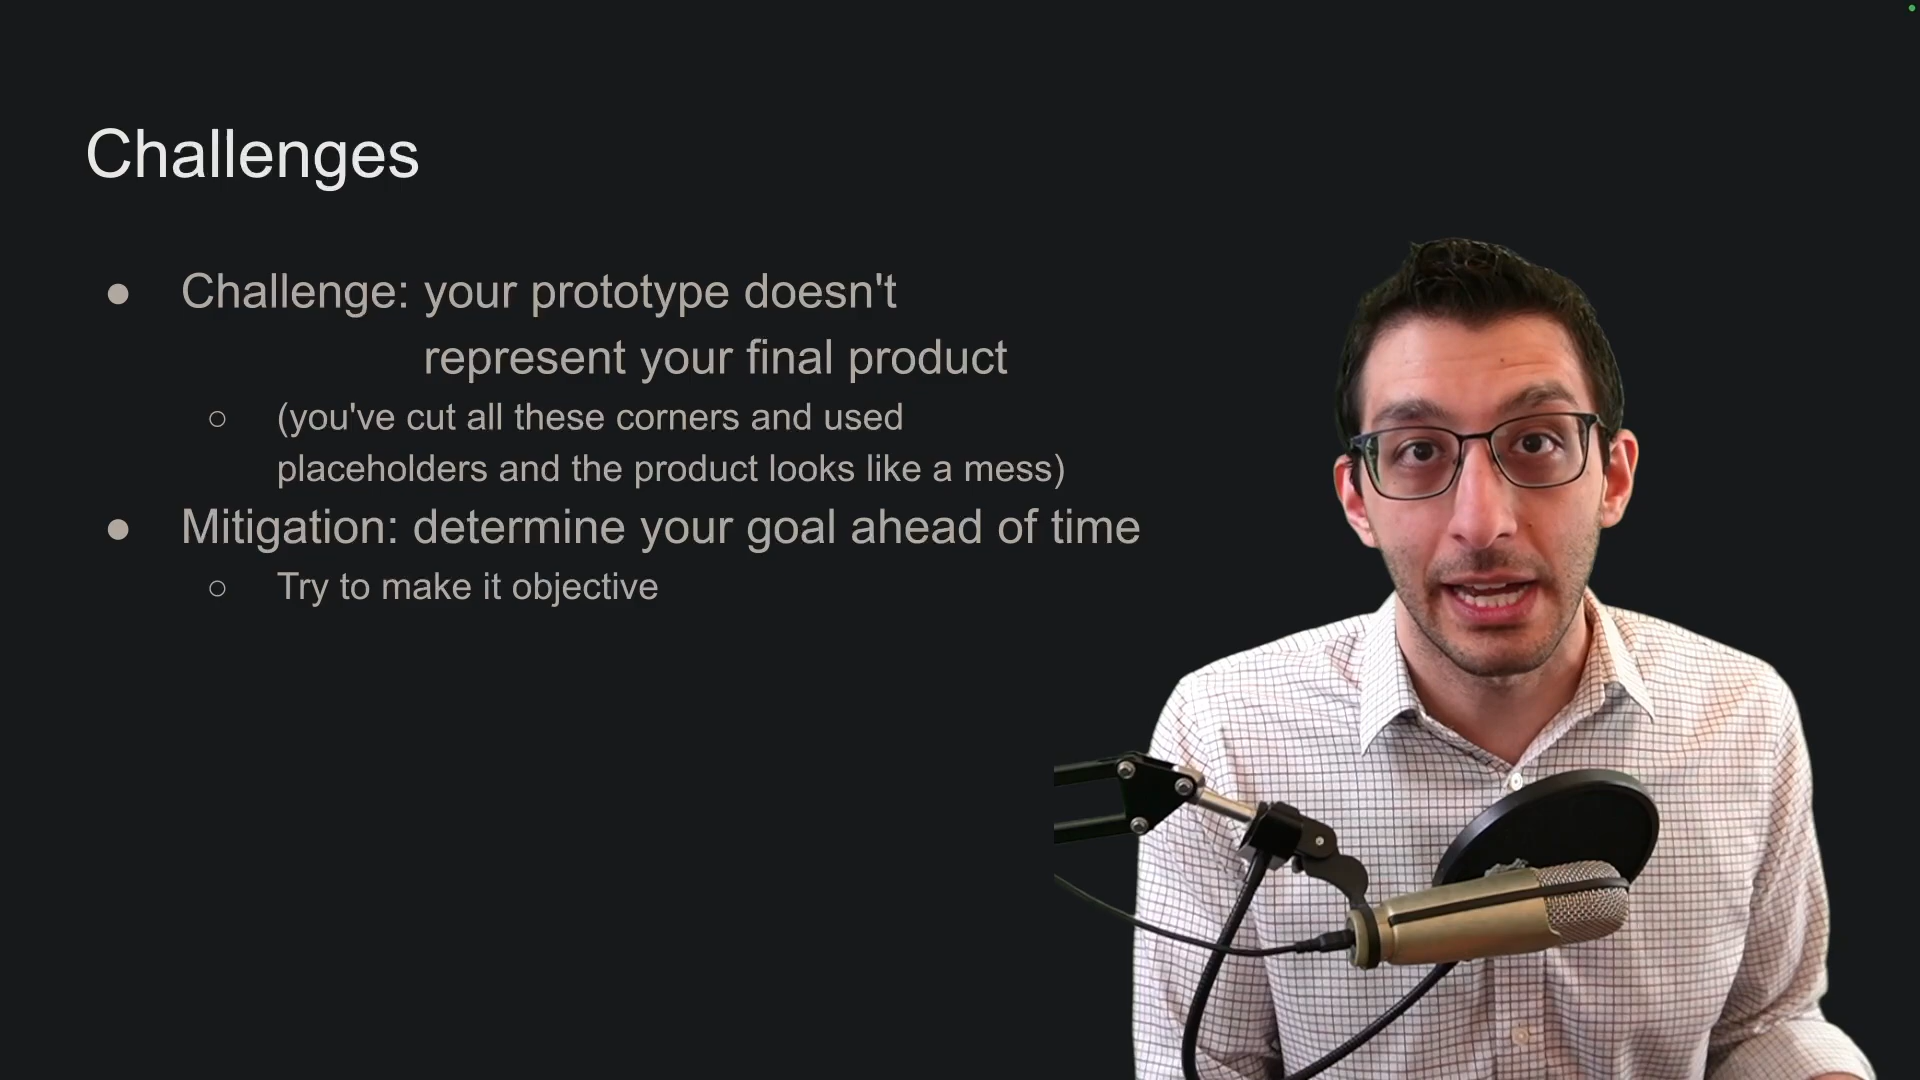 Challenges
● Challenge: your prototype doesn't
represent your final product
○ (you've cut all these corners and used
placeholders and the product looks like a mess)
● Mitigation: determine your goal ahead of time
○ Try to make it objective